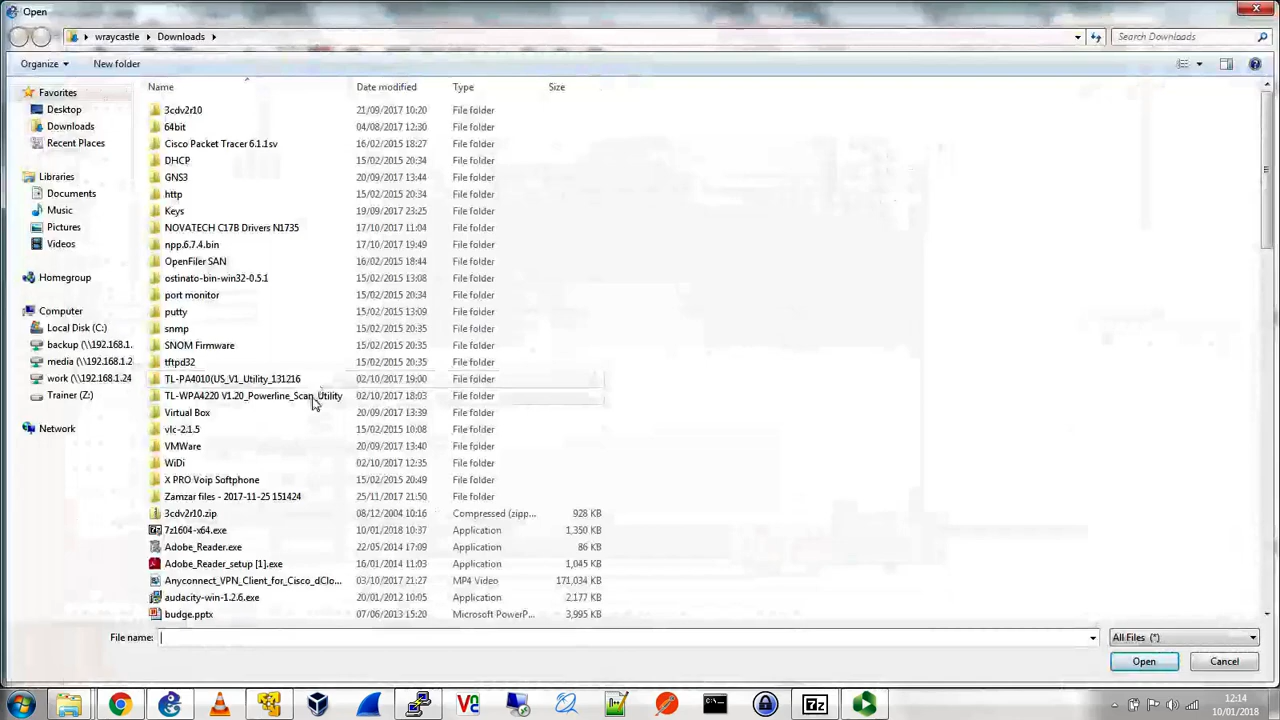 Open
wraycastle
Downloads
Search Downloads
Organize
New folder
Name
Date modified
Type
Size
Favorites
Desktop
Downloads
Recent Places
Libraries
Documents
Music
Pictures
Videos
Homegroup
Computer
Local Disk (C:)
backup (\\192.168.1.2
media (\\192.168.1.2
work (\\192.168.1.24
Trainer (Z:)
Network
3cdv2r10 21/09/2017 10:20 File folder
64bit 04/08/2017 12:30 File folder
Cisco Packet Tracer 6.1.1sv 16/02/2015 18:27 File folder
DHCP 15/02/2015 20:34 File folder
GNS3 20/09/2017 13:44 File folder
http 15/02/2015 20:34 File folder
Keys 19/09/2017 23:25 File folder
NOVATECH C17B Drivers N1735 17/10/2017 11:04 File folder
npp.6.7.4.bin 17/10/2017 19:49 File folder
OpenFiler SAN 16/02/2015 18:44 File folder
ostinato-bin-win32-0.5.1 15/02/2015 13:08 File folder
port monitor 15/02/2015 20:34 File folder
putty 15/02/2015 13:09 File folder
snmp 15/02/2015 20:35 File folder
SNOM Firmware 15/02/2015 20:35 File folder
tftpd32 15/02/2015 20:35 File folder
TL-PA4010(US_V1_Utility_131216 02/10/2017 19:00 File folder
TL-WPA4220 V1.20_Powerline_Scan_Utility 02/10/2017 18:03 File folder
Virtual Box 20/09/2017 13:39 File folder
vlc-2.1.5 15/02/2015 10:08 File folder
VMWare 20/09/2017 13:40 File folder
WiDi 02/10/2017 12:35 File folder
X PRO Voip Softphone 15/02/2015 20:49 File folder
Zamzar files - 2017-11-25 151424 25/11/2017 21:50 File folder
3cdv2r10.zip 08/12/2004 10:16 Compressed (zipp... 928 KB
7z1604-x64.exe 10/01/2018 10:37 Application 1,350 KB
Adobe_Reader.exe 22/05/2014 17:09 Application 86 KB
Adobe_Reader_setup [1].exe 16/01/2014 11:03 Application 1,045 KB
Anyconnect_VPN_Client_for_Cisco_dClo... 03/10/2017 21:27 MP4 Video 171,034 KB
audacity-win-1.2.6.exe 20/01/2012 10:05 Application 2,177 KB
budge.pptx 07/06/2013 15:20 Microsoft PowerP... 3,995 KB
File name:
All Files (*)
Open
Cancel
12:14
10/01/2018